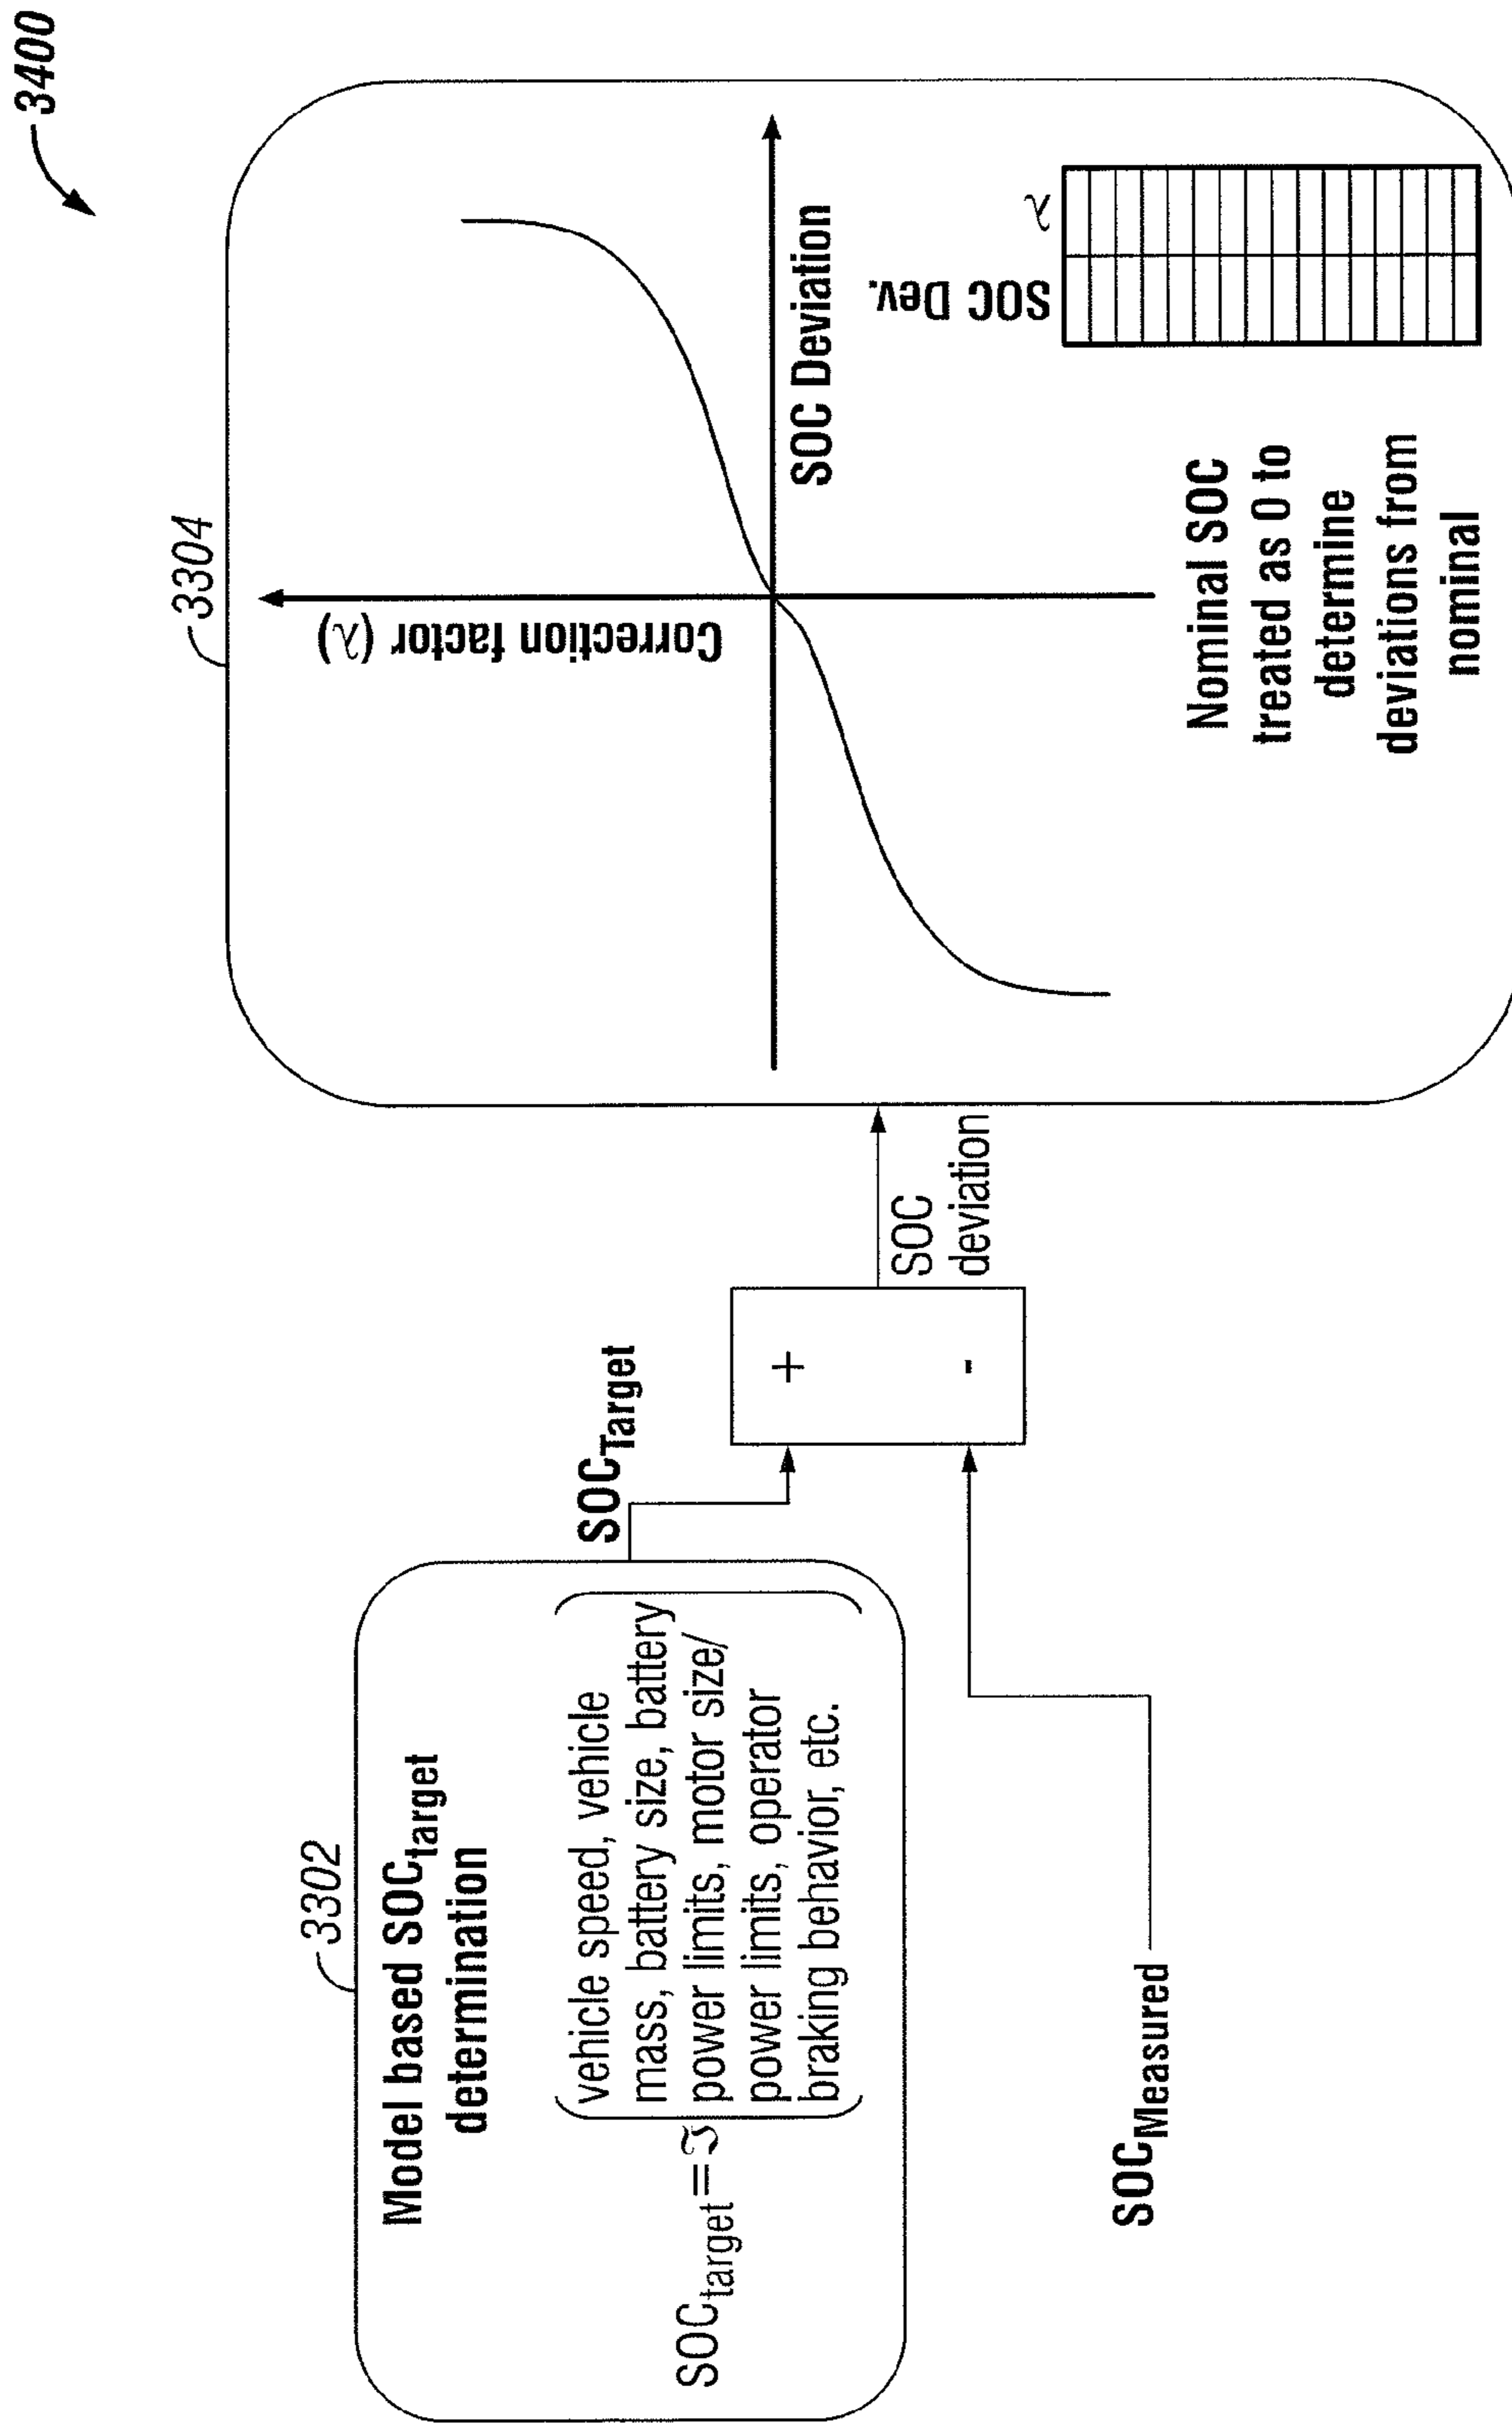 3400
3302
Model based SOCtarget
determination
SOCtarget=ℑ
vehicle speed, vehicle
mass, battery size, battery
power limits, motor size/
power limits, operator
braking behavior, etc.
SOCTarget
SOCMeasured
+
-
SOC
deviation
3304
Correction factor (λ)
SOC Deviation
Nominal SOC
treated as 0 to
determine
deviations from
nominal
SOC Dev. λ